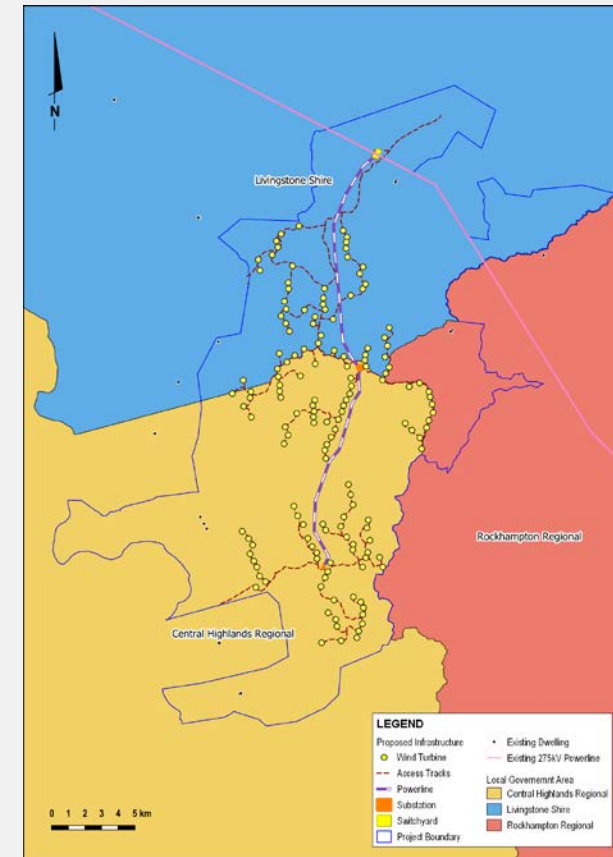 N
Livingstone Shire
Rockhampton Regional
Central Highlands Regional
0 1 2 3 4 5 km
LEGEND
Proposed Infrastructure
Wind Turbine
Access Tracks
Powerline
Substation
Switchyard
Project Boundary
Existing Dwelling
Existing 275kV Powerline
Local Governemnt Area
Central Highlands Regional
Livingstone Shire
Rockhampton Regional